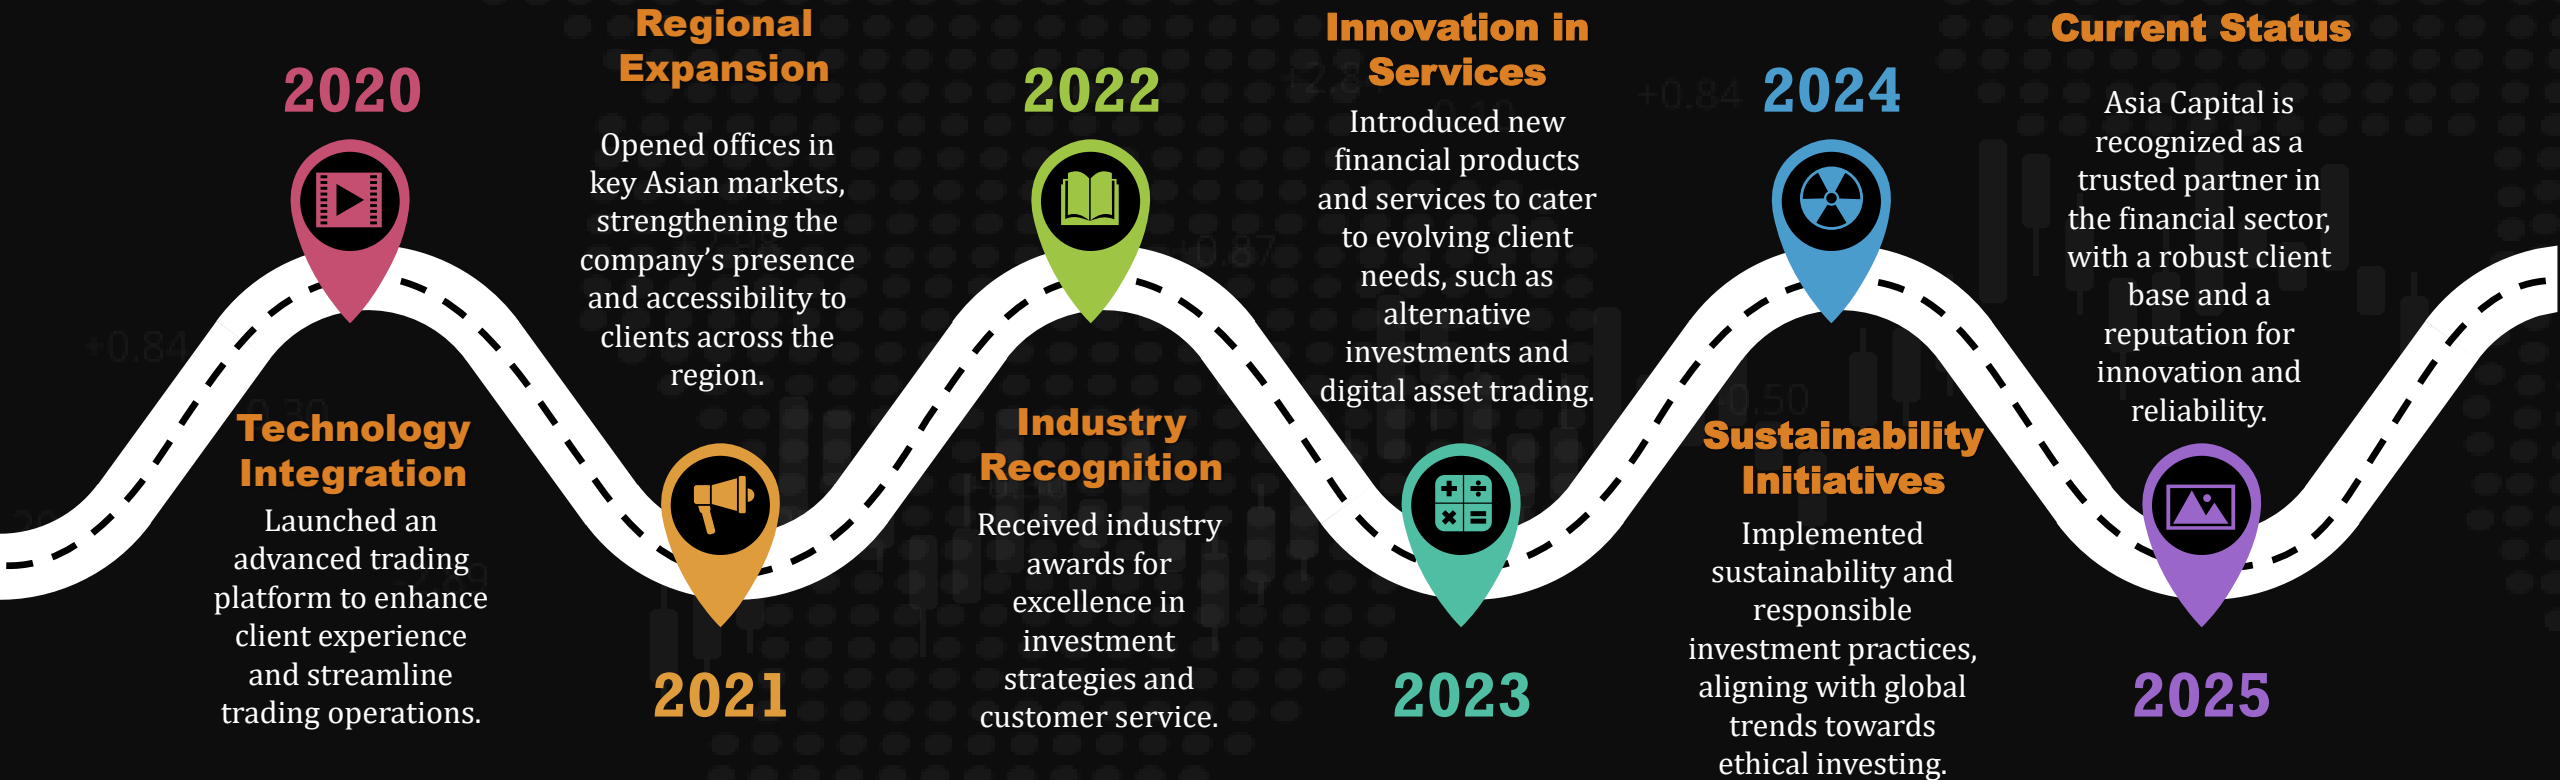 2020
Technology
Integration
Launched an
advanced trading
platform to enhance
client experience
and streamline
trading operations.
Regional
Expansion
Opened offices in
key Asian markets,
strengthening the
company’s presence
and accessibility to
clients across the
region.
2021
2022
Industry
Recognition
Received industry
awards for
excellence in
investment
strategies and
customer service.
Innovation in
Services
Introduced new
financial products
and services to cater
to evolving client
needs, such as
alternative
investments and
digital asset trading.
2023
2024
Sustainability
Initiatives
Implemented
sustainability and
responsible
investment practices,
aligning with global
trends towards
ethical investing.
Current Status
Asia Capital is
recognized as a
trusted partner in
the financial sector,
with a robust client
base and a
reputation for
innovation and
reliability.
2025
+0.84
+0.84
+0.87